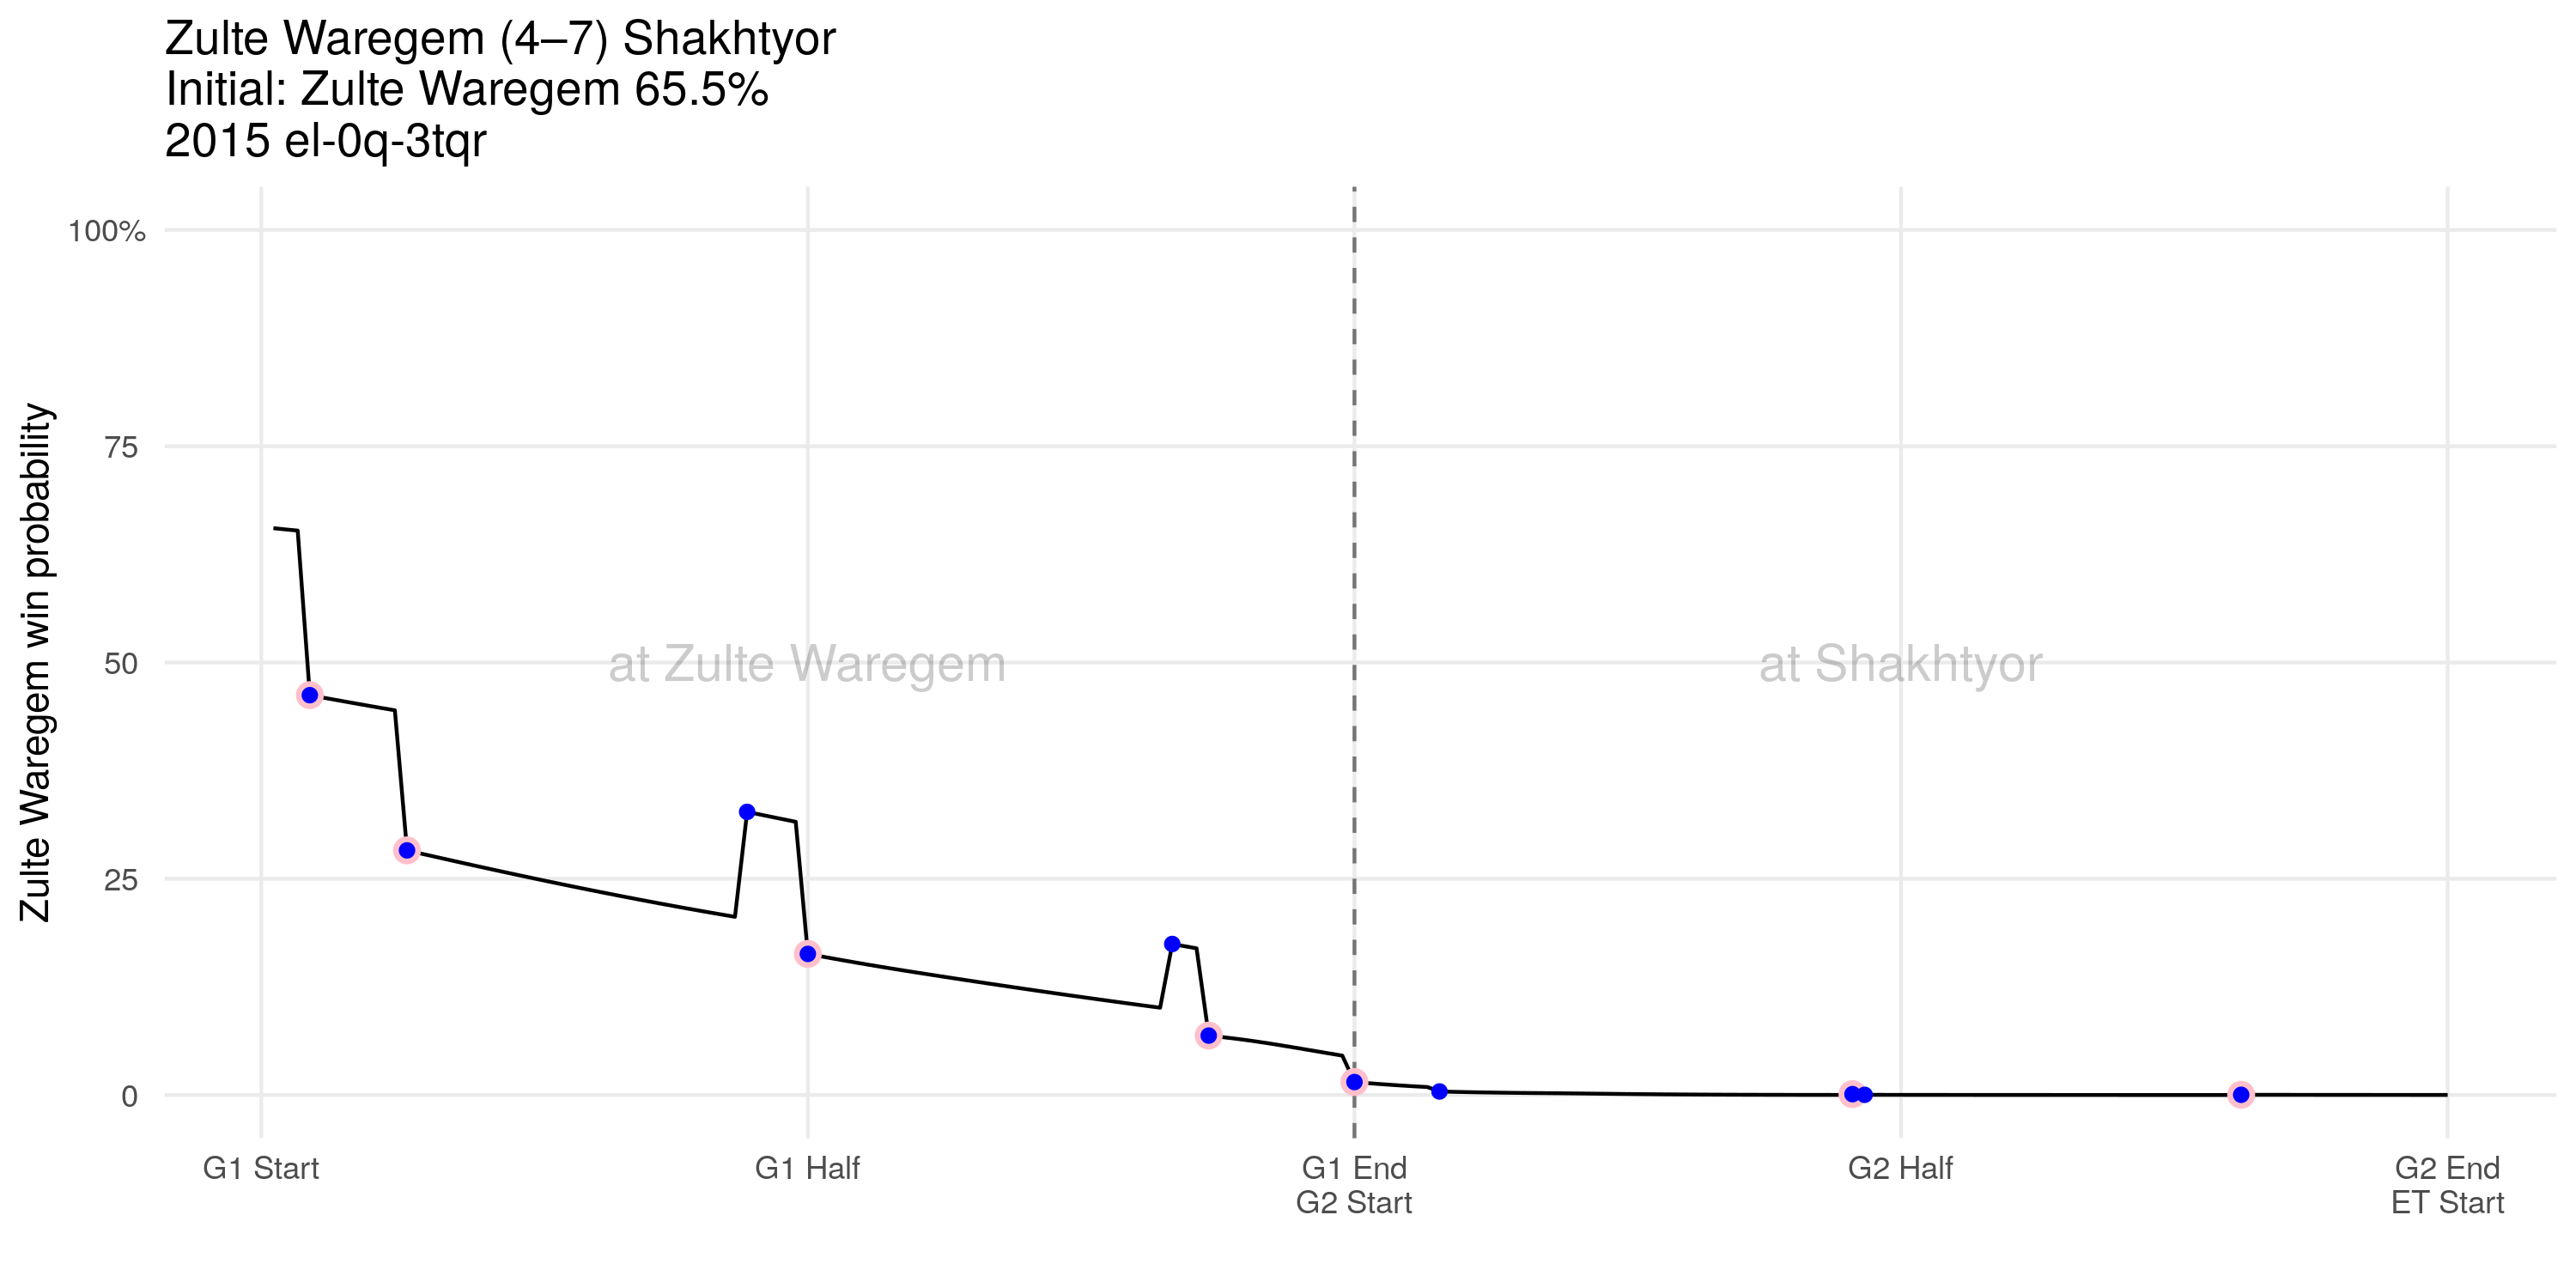 Zulte Waregem (4–7) Shakhtyor
Initial: Zulte Waregem 65.5%
2015 el-0q-3tqr
Zulte Waregem win probability
100%
75
50
25
0
at Zulte Waregem
at Shakhtyor
G1 Start
G1 Half
G1 End
G2 Start
G2 Half
G2 End
ET Start